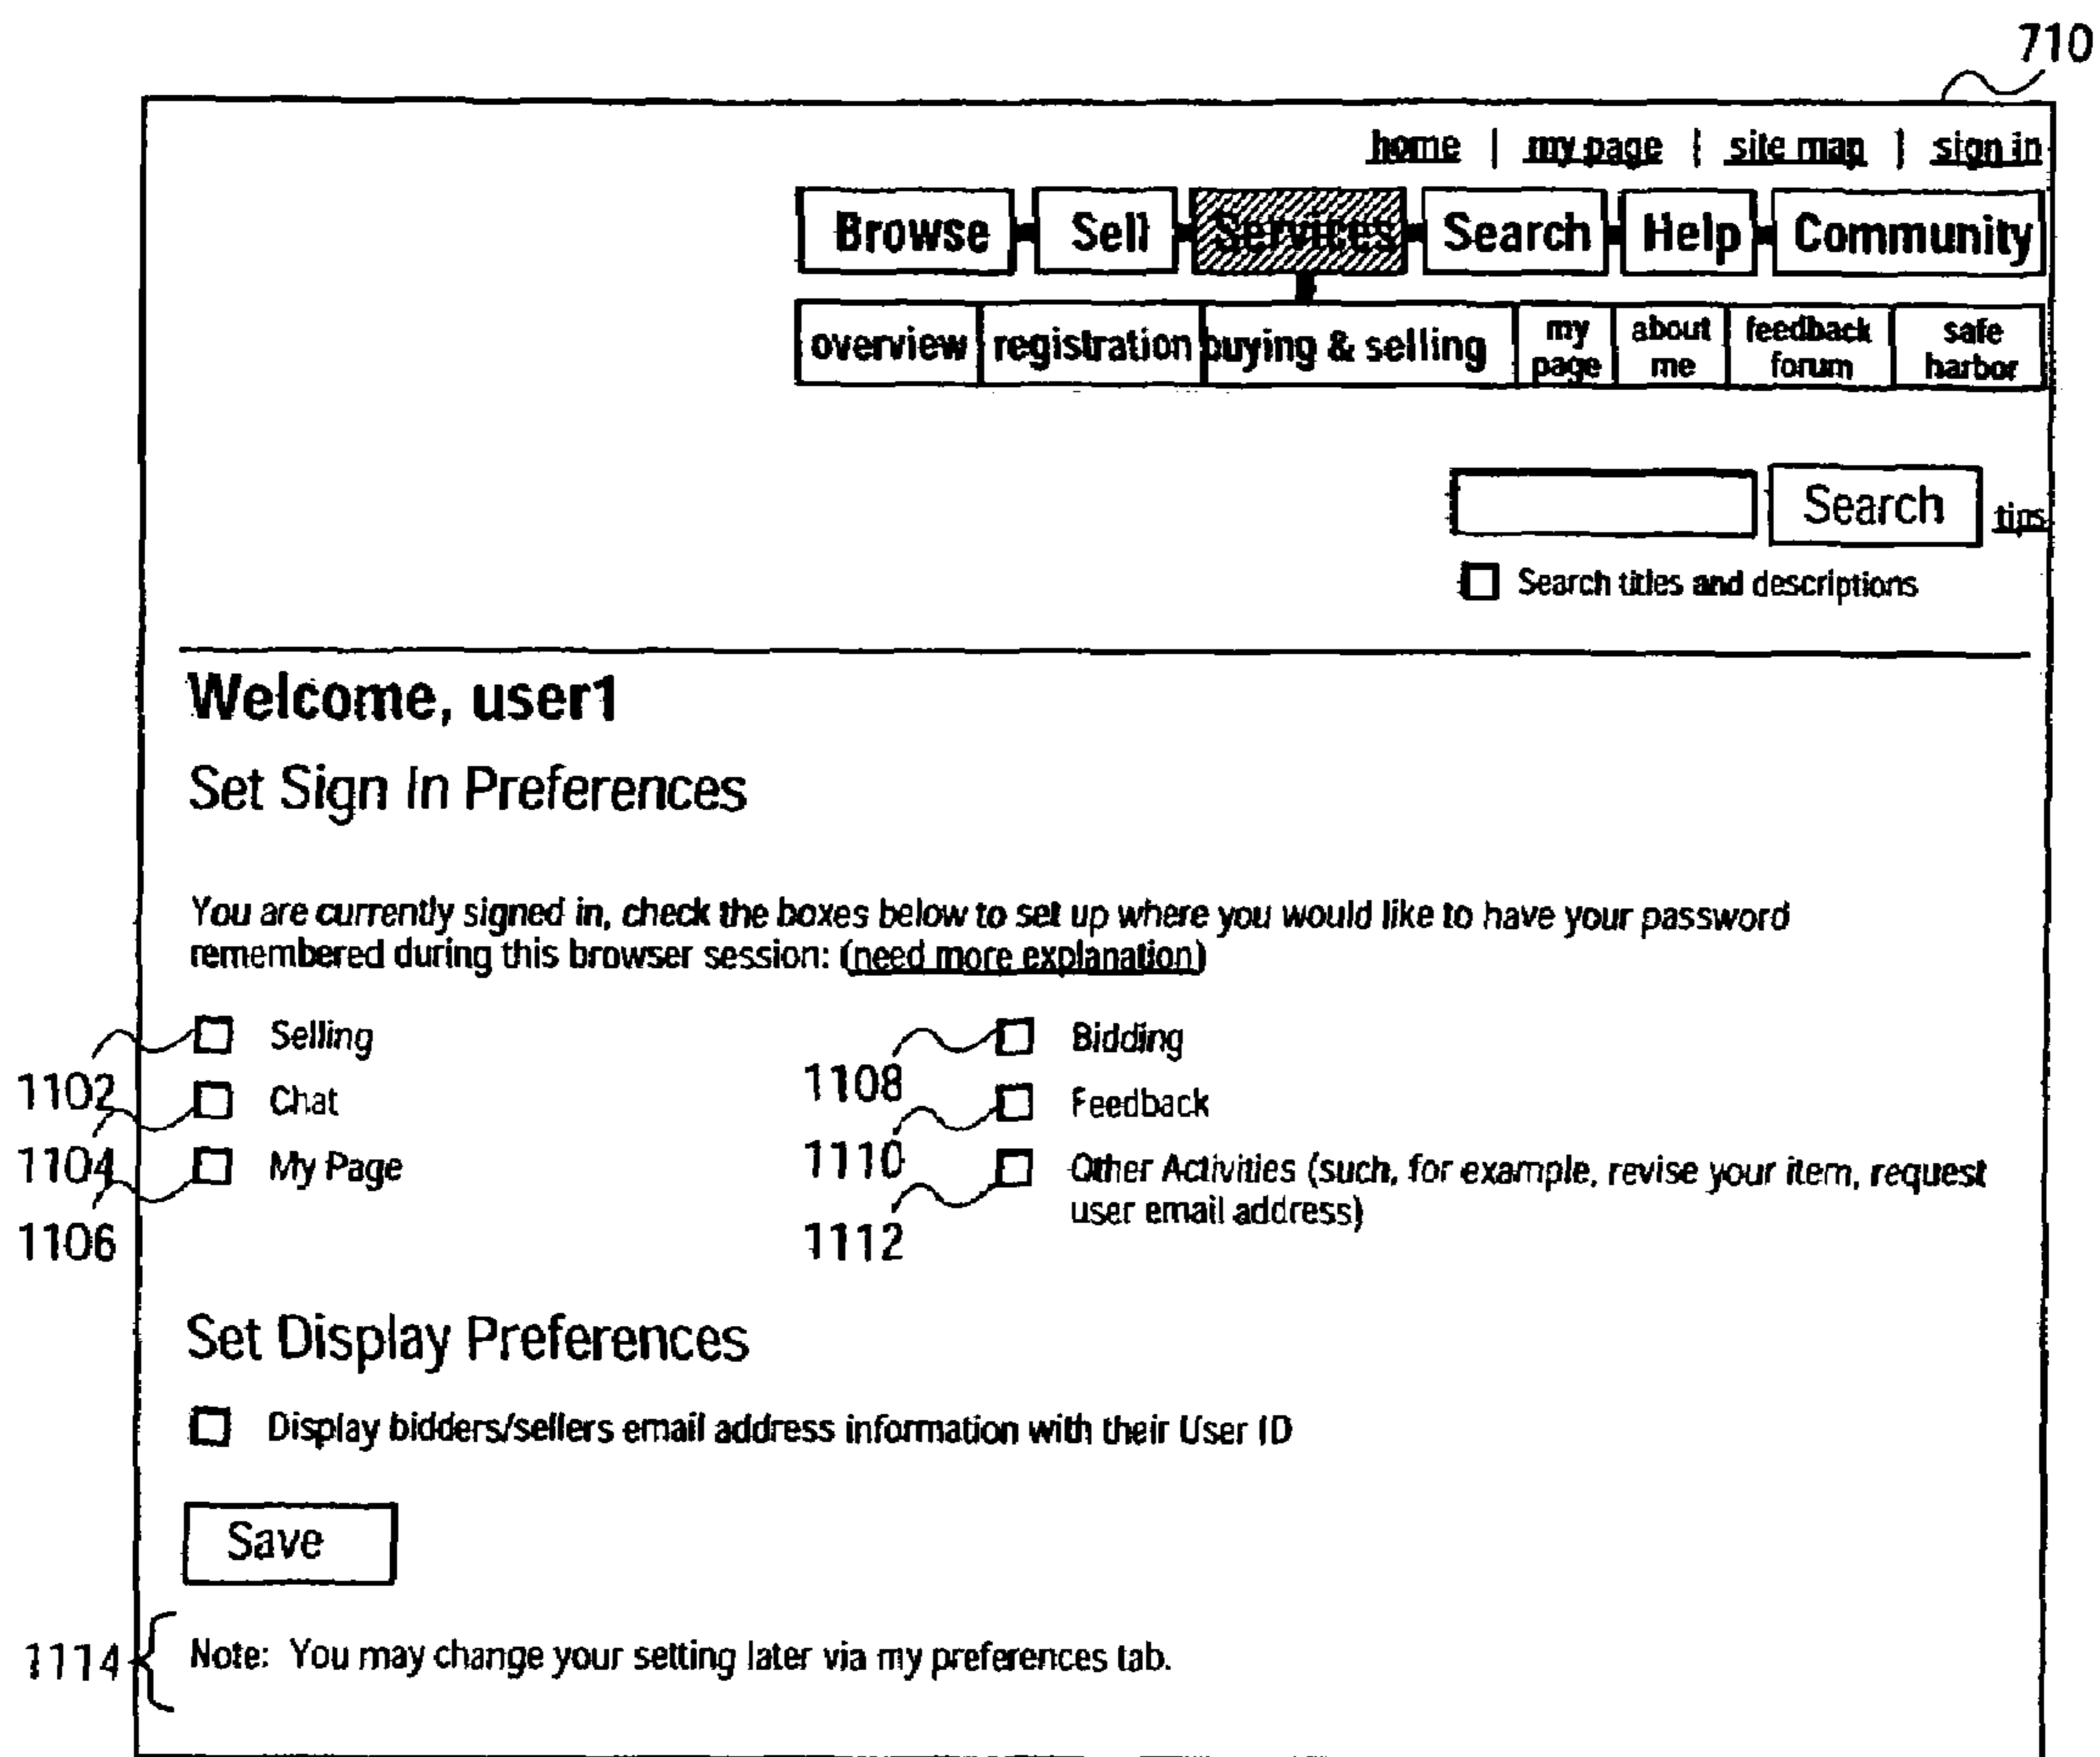 710
home | my page | site map | sign in
Browse Sell Services Search Help Community
overview registration buying & selling my page about me feedback forum safe harbor
Search tips
Search titles and descriptions
Welcome, user1
Set Sign In Preferences
You are currently signed in, check the boxes below to set up where you would like to have your password
remembered during this browser session: (need more explanation)
Selling Bidding
1102 1108
Chat Feedback
1104 1110
My Page Other Activities (such, for example, revise your item, request
user email address)
1106 1112
Set Display Preferences
Display bidders/sellers email address information with their User ID
Save
1114 Note: You may change your setting later via my preferences tab.